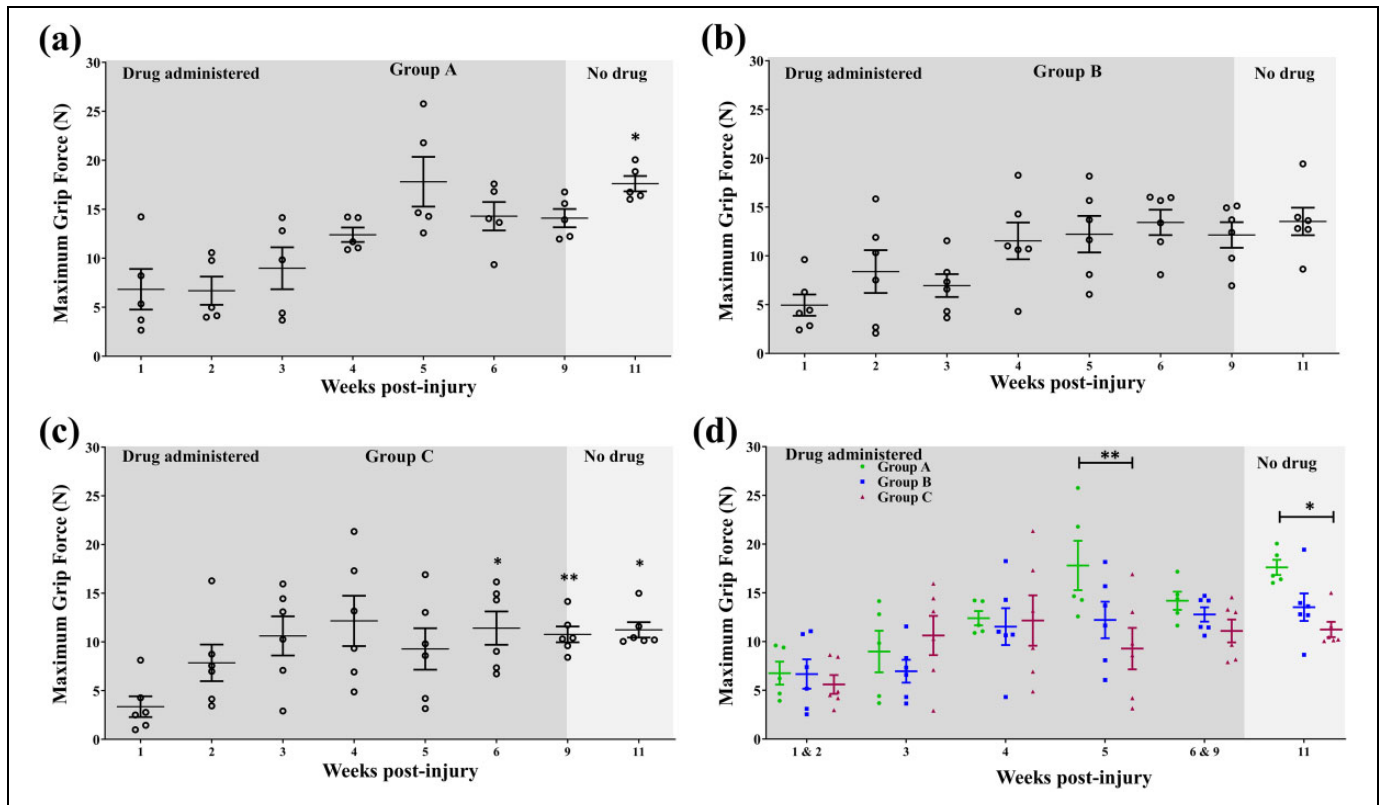 (a)
Drug administered
Group A
No drug
*
Maximum Grip Force (N)
30
25
20
15
10
5
0
1 2 3 4 5 6 9 11
Weeks post-injury
(b)
Drug administered
Group B
No drug
Maximum Grip Force (N)
30
25
20
15
10
5
0
1 2 3 4 5 6 9 11
Weeks post-injury
(c)
Drug administered
Group C
No drug
* ** *
Maximum Grip Force (N)
30
25
20
15
10
5
0
1 2 3 4 5 6 9 11
Weeks post-injury
(d)
Drug administered
Group A
Group B
Group C
**
No drug
*
Maximum Grip Force (N)
30
25
20
15
10
5
0
1 & 2 3 4 5 6 & 9 11
Weeks post-injury